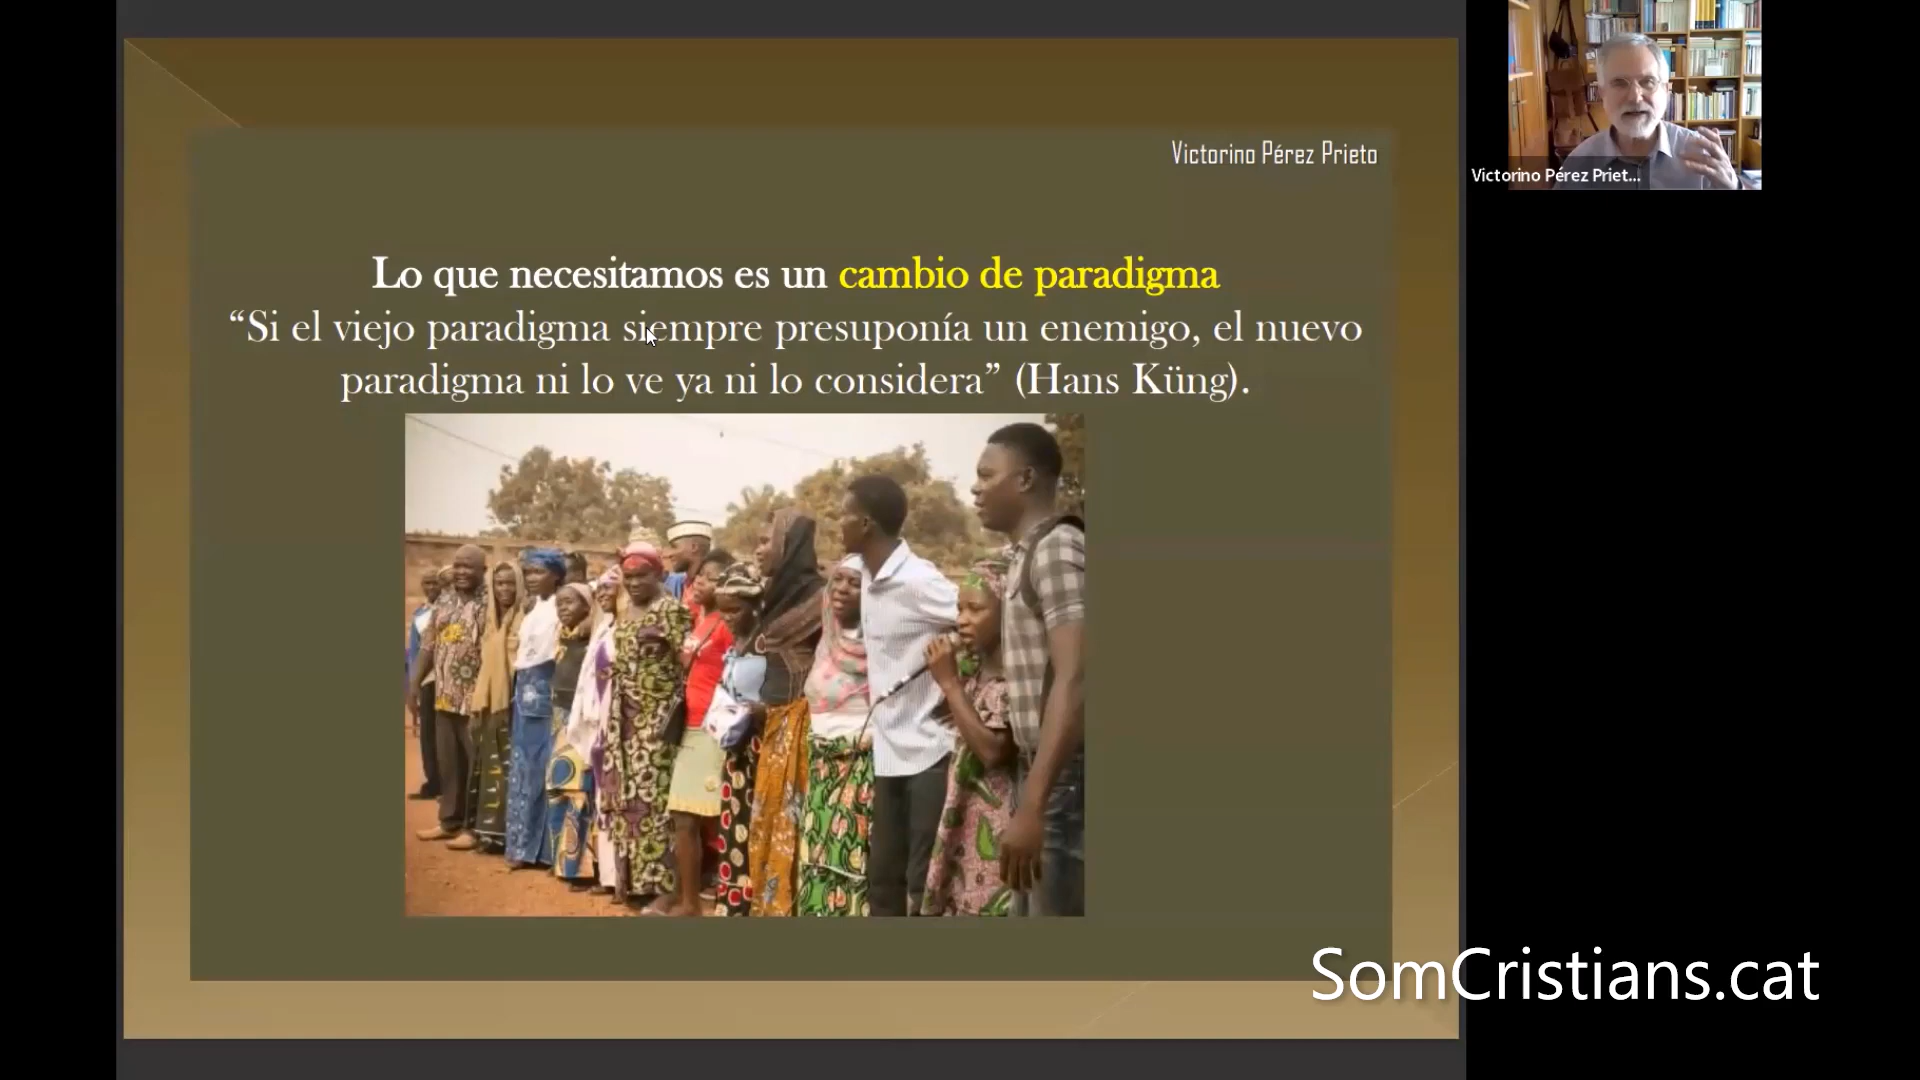 Victorino Pérez Prieto
Victorino Pérez Priet...
Lo que necesitamos es un cambio de paradigma
“Si el viejo paradigma siempre presuponía un enemigo, el nuevo
paradigma ni lo ve ya ni lo considera” (Hans Küng).
SomCristians.cat